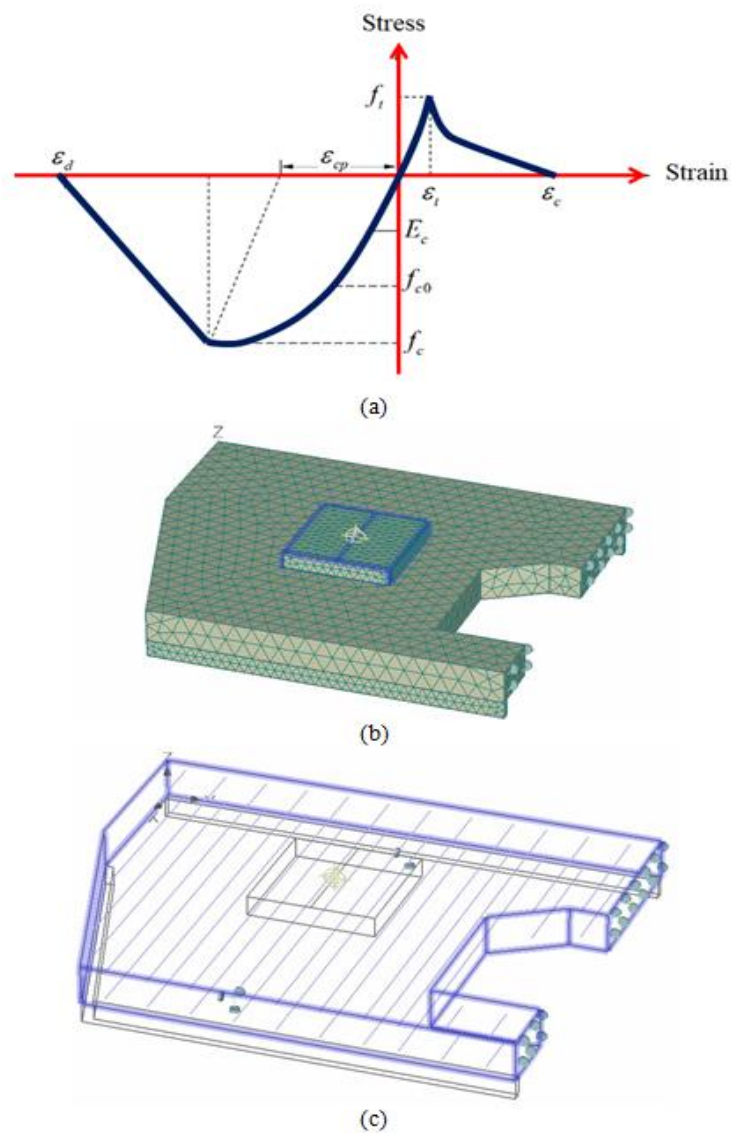 Stress
f_t
ε_d
ε_cp
Strain
ε_t
ε_c
E_c
f_c0
f_c
(a)
Z
(b)
Z
(c)